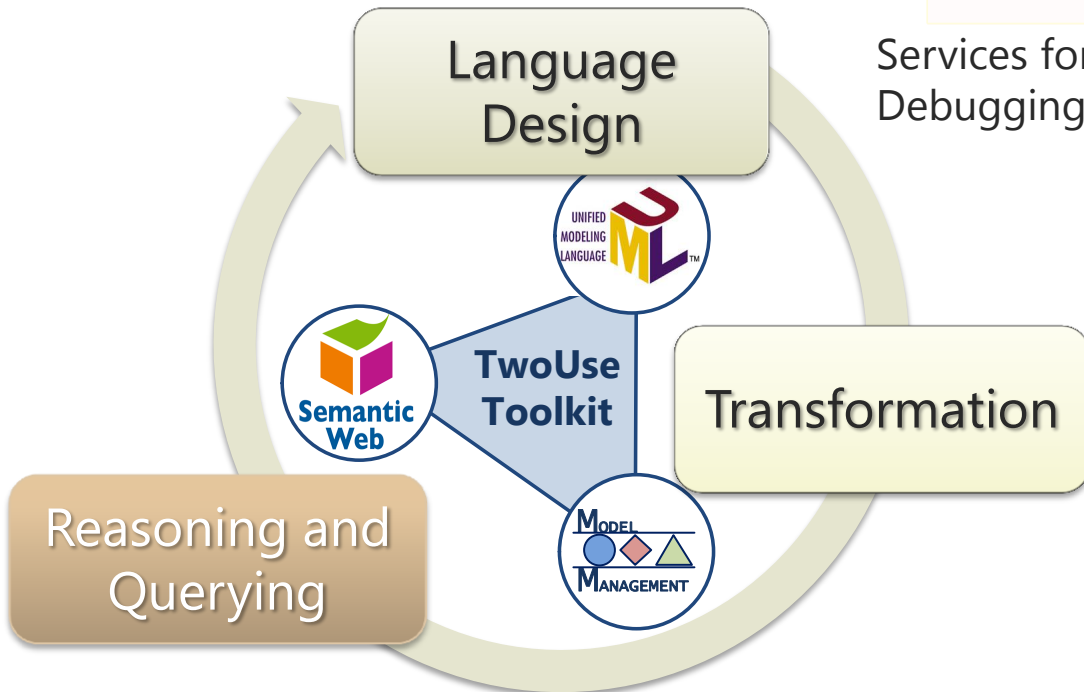 Language
Design
Services for
Debugging
UNIFIED
MODELING
LANGUAGE
UML
TM
TwoUse
Toolkit
Semantic
Web
Transformation
Reasoning and
Querying
MODEL
MANAGEMENT